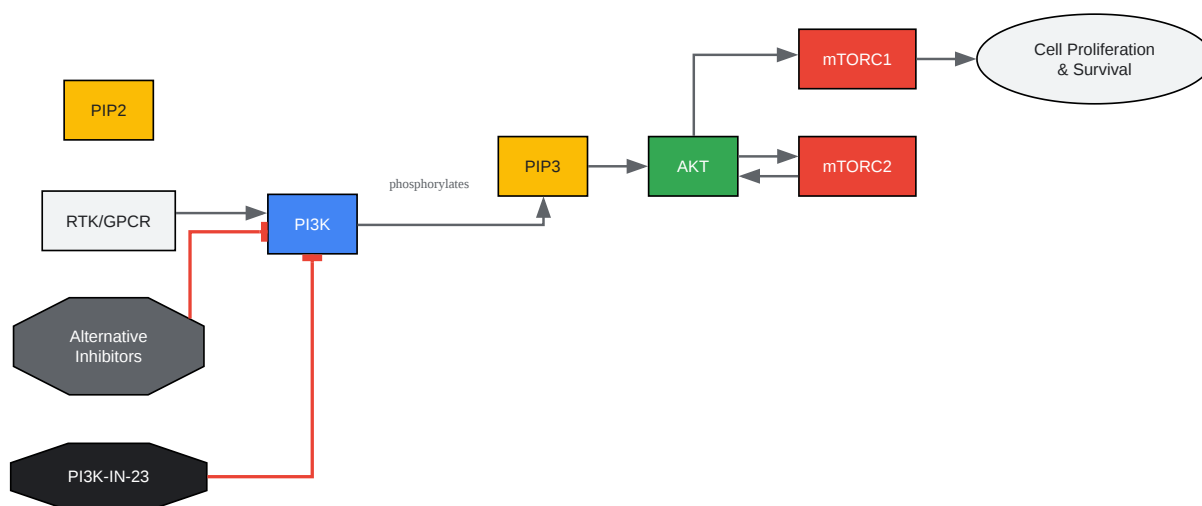 mTORC1
Cell Proliferation
& Survival
PIP2
PIP3
AKT
mTORC2
phosphorylates
RTK/GPCR
PI3K
Alternative
Inhibitors
PI3K-IN-23